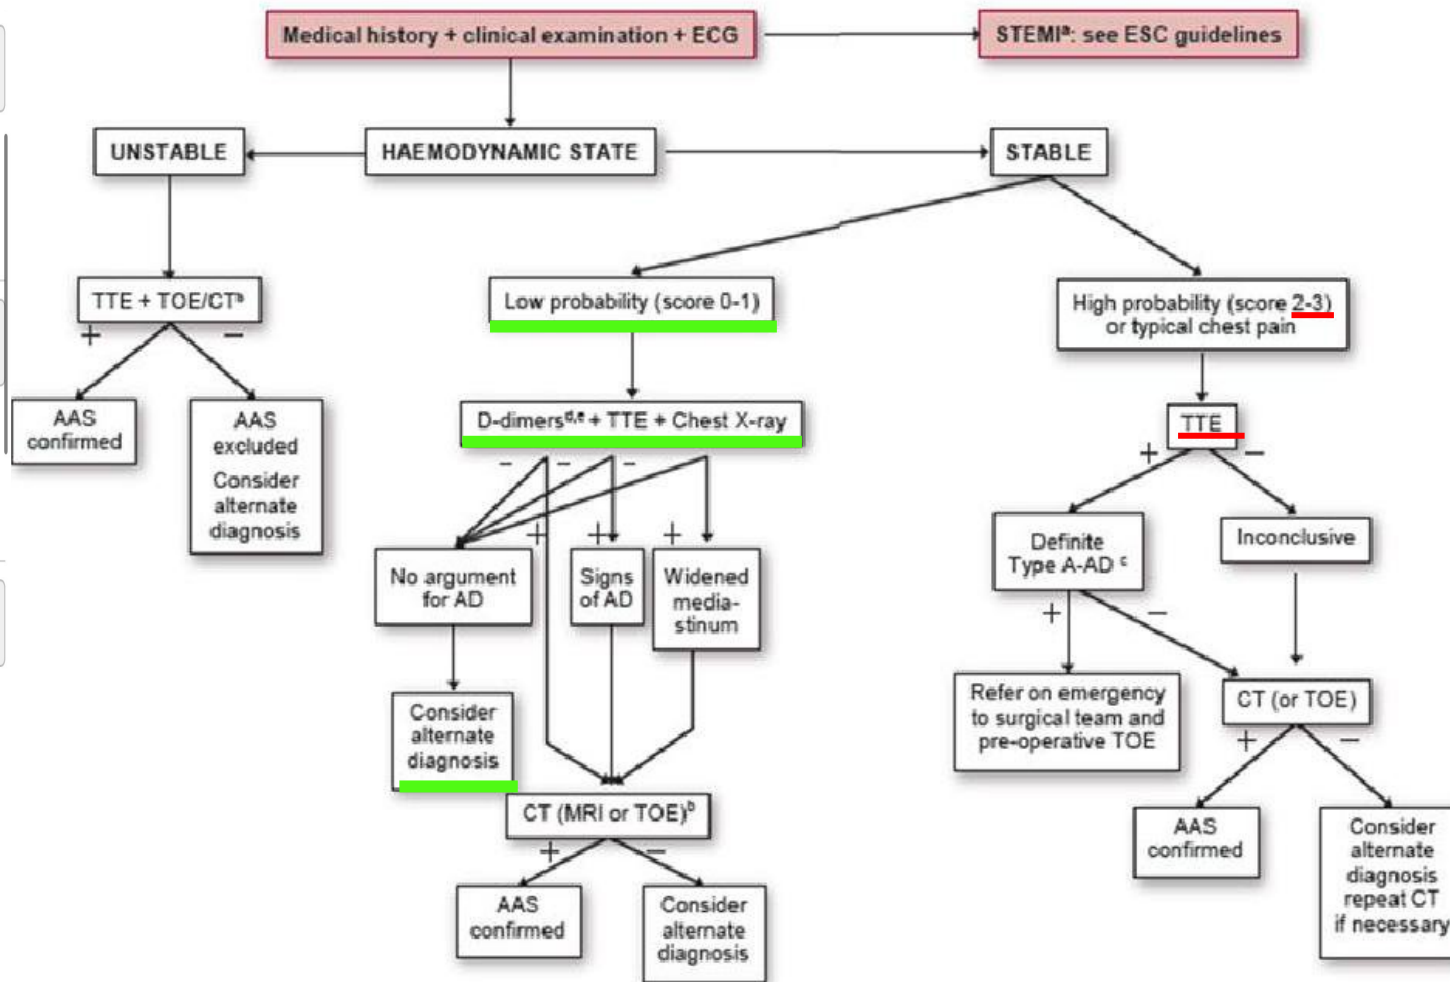 Medical history + clinical examination + ECG
STEMIᵃ: see ESC guidelines
UNSTABLE
HAEMODYNAMIC STATE
STABLE
TTE + TOE/CTᵇ
Low probability (score 0-1)
High probability (score 2-3)
or typical chest pain
+
–
AAS
confirmed
AAS
excluded
Consider
alternate
diagnosis
D-dimersᵈ,ᵉ + TTE + Chest X-ray
TTE
–
–
–
+
+
+
+
–
No argument
for AD
Signs
of AD
Widened
media-
stinum
Definite
Type A-AD ᶜ
Inconclusive
+
–
Consider
alternate
diagnosis
Refer on emergency
to surgical team and
pre-operative TOE
CT (or TOE)
CT (MRI or TOE)ᵇ
+
–
+
–
AAS
confirmed
Consider
alternate
diagnosis
AAS
confirmed
Consider
alternate
diagnosis
repeat CT
if necessary